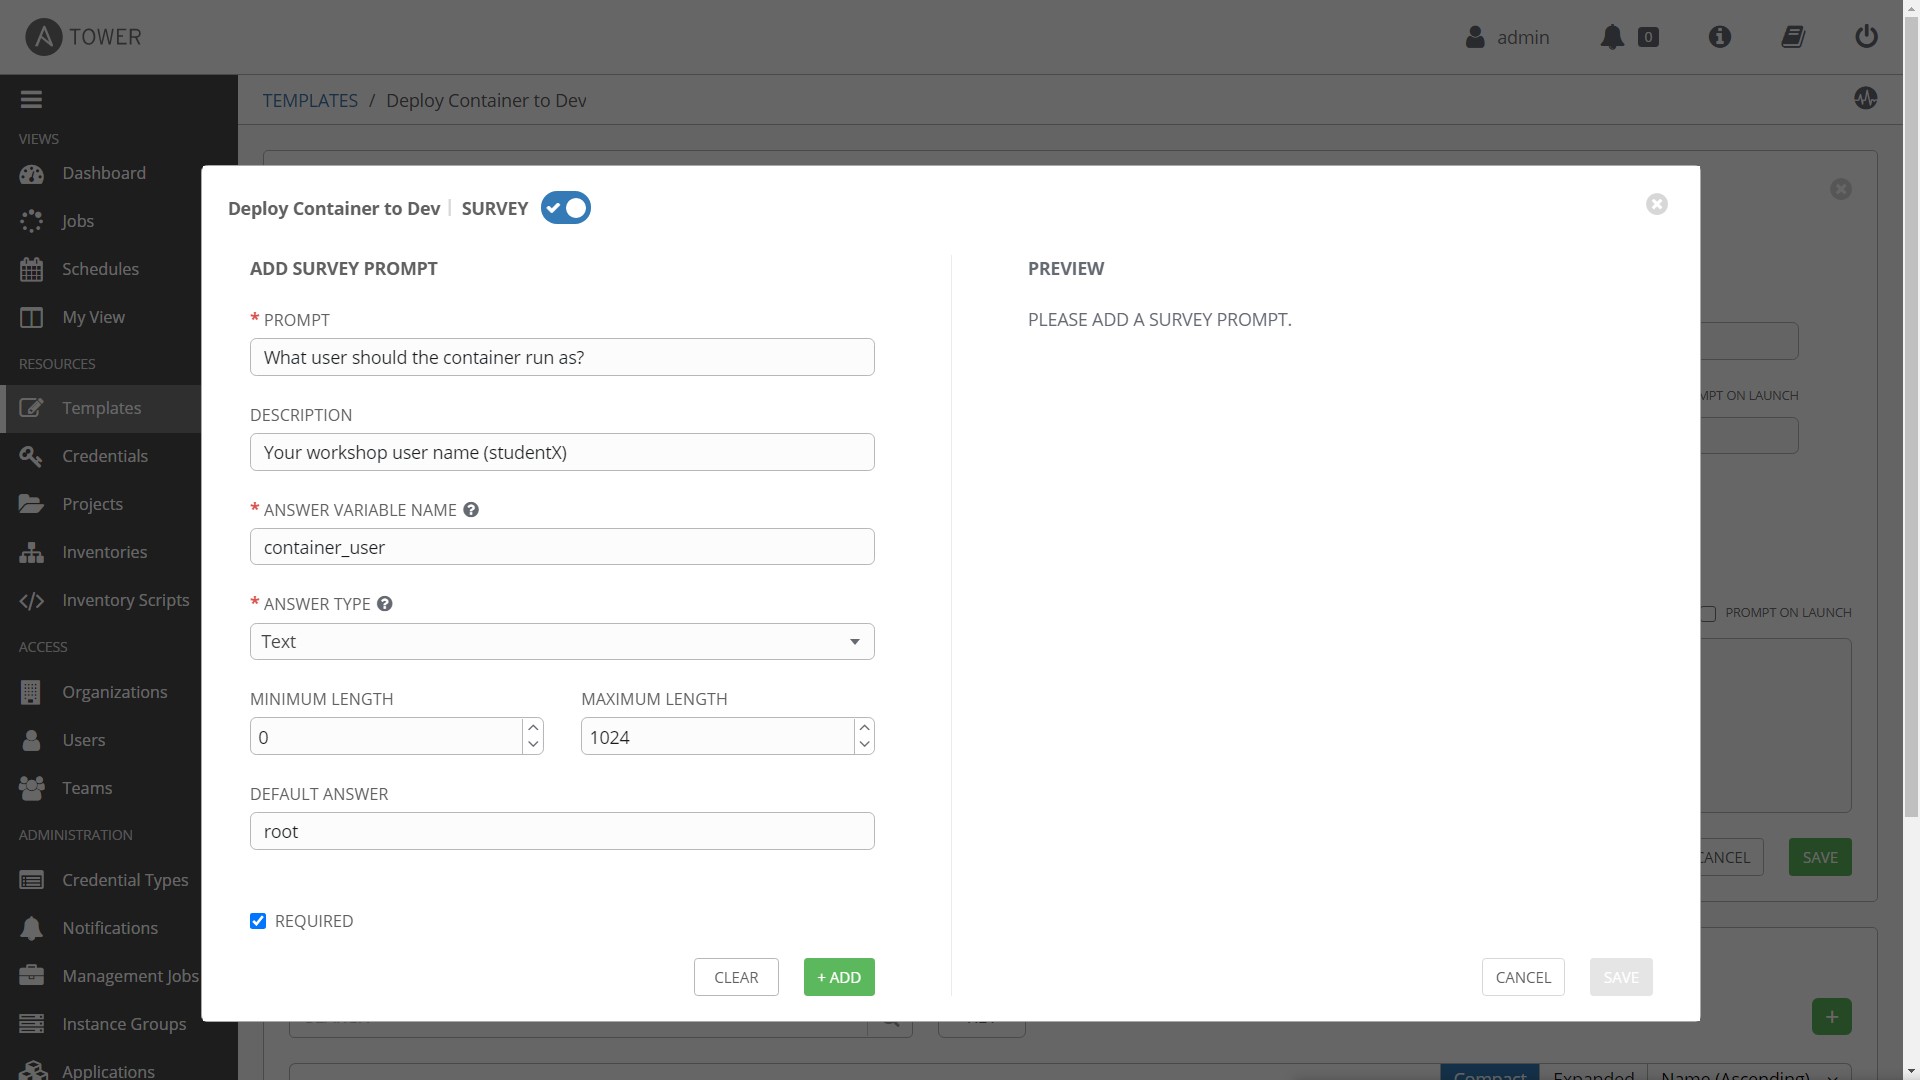 TOWER
admin
0
TEMPLATES / Deploy Container to Dev
VIEWS
Dashboard
Jobs
Schedules
My View
RESOURCES
Templates
Credentials
Projects
Inventories
Inventory Scripts
ACCESS
Organizations
Users
Teams
ADMINISTRATION
Credential Types
Notifications
Management Jobs
Instance Groups
Applications
Deploy Container to Dev | SURVEY
ADD SURVEY PROMPT
* PROMPT
What user should the container run as?
DESCRIPTION
Your workshop user name (studentX)
* ANSWER VARIABLE NAME
container_user
* ANSWER TYPE
Text
MINIMUM LENGTH
0
MAXIMUM LENGTH
1024
DEFAULT ANSWER
root
REQUIRED
CLEAR
+ ADD
PREVIEW
PLEASE ADD A SURVEY PROMPT.
CANCEL
SAVE
MPT ON LAUNCH
PROMPT ON LAUNCH
CANCEL
SAVE
+
Compact
Expanded
Name (Ascending)